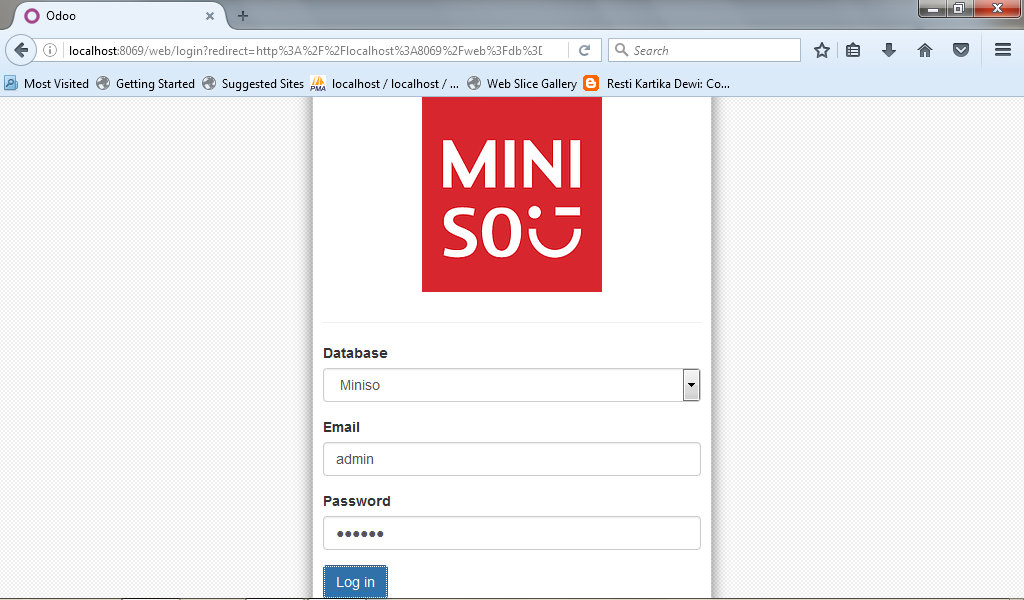 Odoo
localhost:8069/web/login?redirect=http%3A%2F%2Flocalhost%3A8069%2Fweb%3Fdb%3D
Search
Most Visited Getting Started Suggested Sites localhost / localhost / ... Web Slice Gallery Resti Kartika Dewi: Co...
MINI
SO
Database
Miniso
Email
admin
Password
••••••
Log in